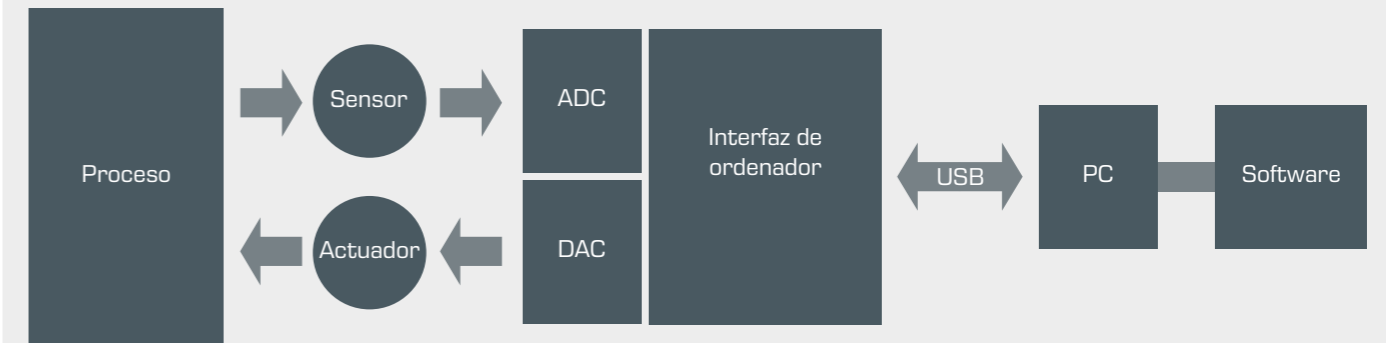 Proceso
Sensor
Actuador
ADC
DAC
Interfaz de
ordenador
USB
PC
Software